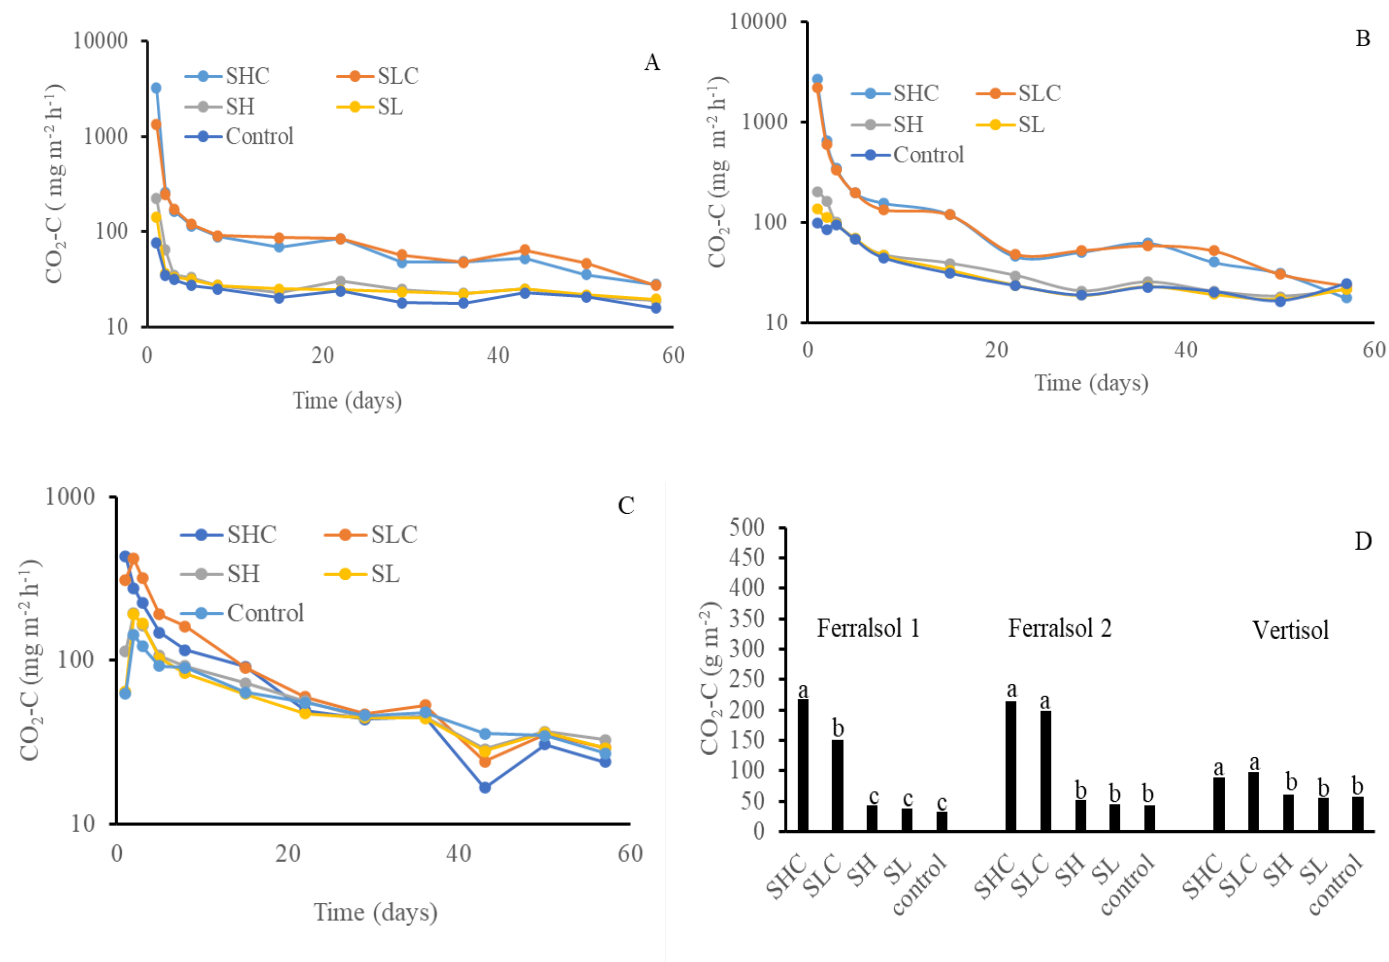 A
10000
1000
100
10
CO₂-C ( mg m⁻² h⁻¹)
SHC
SLC
SH
SL
Control
0
20
40
60
Time (days)
B
10000
1000
100
10
CO₂-C (mg m⁻² h⁻¹)
SHC
SLC
SH
SL
Control
0
20
40
60
Time (days)
C
1000
100
10
CO₂-C (mg m⁻² h⁻¹)
SHC
SLC
SH
SL
Control
0
20
40
60
Time (days)
D
500
450
400
350
300
250
200
150
100
50
0
CO₂-C (g m⁻²)
Ferralsol 1
Ferralsol 2
Vertisol
a
b
c
c
c
a
a
b
b
b
a
a
b
b
b
SHC
SLC
SH
SL
control
SHC
SLC
SH
SL
control
SHC
SLC
SH
SL
control